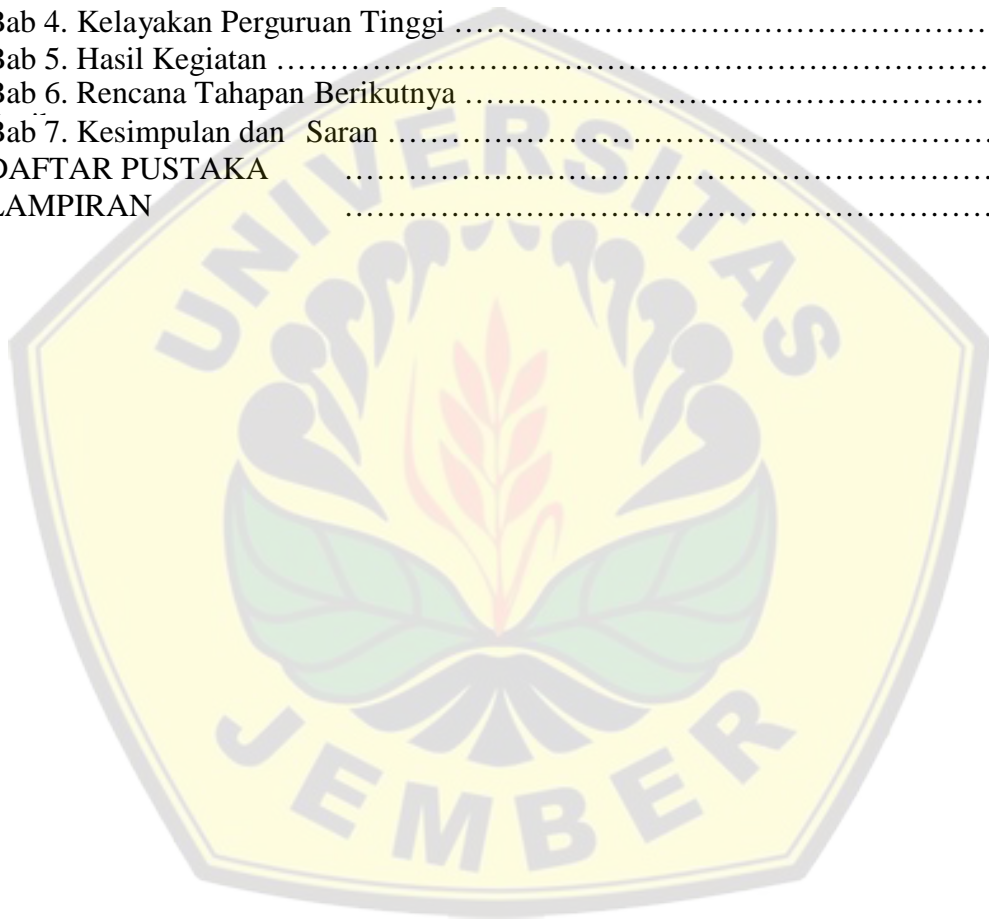 Bab 4. Kelayakan Perguruan Tinggi ……………………………………………
Bab 5. Hasil Kegiatan ……………………………………………………………
Bab 6. Rencana Tahapan Berikutnya …………………………………………….
Bab 7. Kesimpulan dan Saran ……………………………………………………
DAFTAR PUSTAKA ………………………………………………………
LAMPIRAN ………………………………………………………
UNIVERSITAS
JEMBER